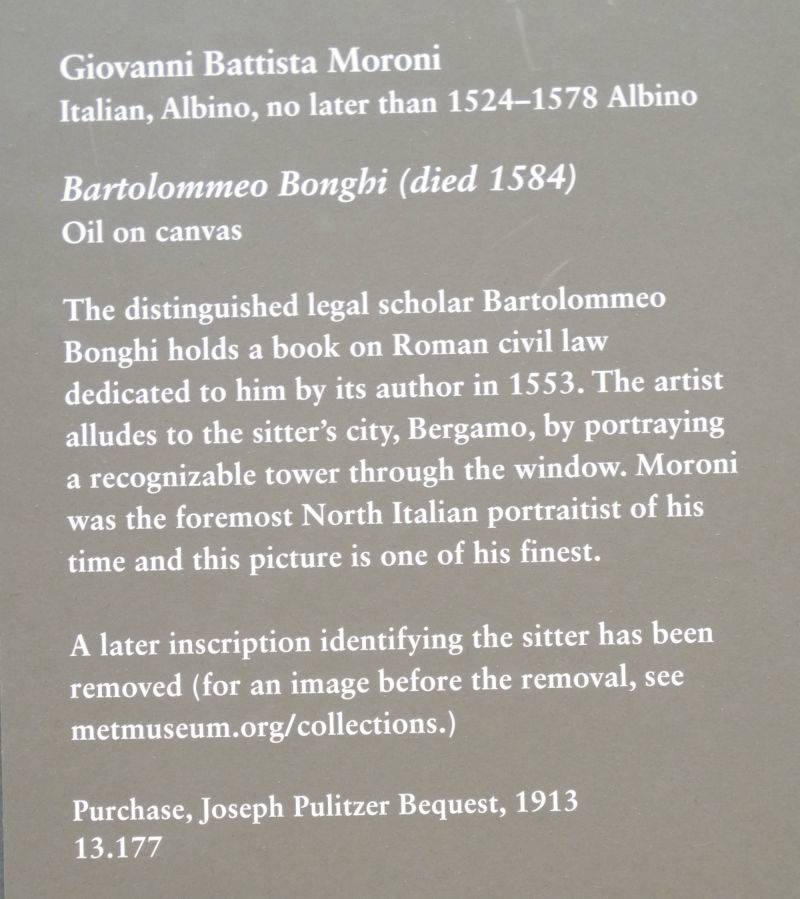 Giovanni Battista Moroni
Italian, Albino, no later than 1524–1578 Albino
Bartolommeo Bonghi (died 1584)
Oil on canvas
The distinguished legal scholar Bartolommeo
Bonghi holds a book on Roman civil law
dedicated to him by its author in 1553. The artist
alludes to the sitter’s city, Bergamo, by portraying
a recognizable tower through the window. Moroni
was the foremost North Italian portraitist of his
time and this picture is one of his finest.
A later inscription identifying the sitter has been
removed (for an image before the removal, see
metmuseum.org/collections.)
Purchase, Joseph Pulitzer Bequest, 1913
13.177